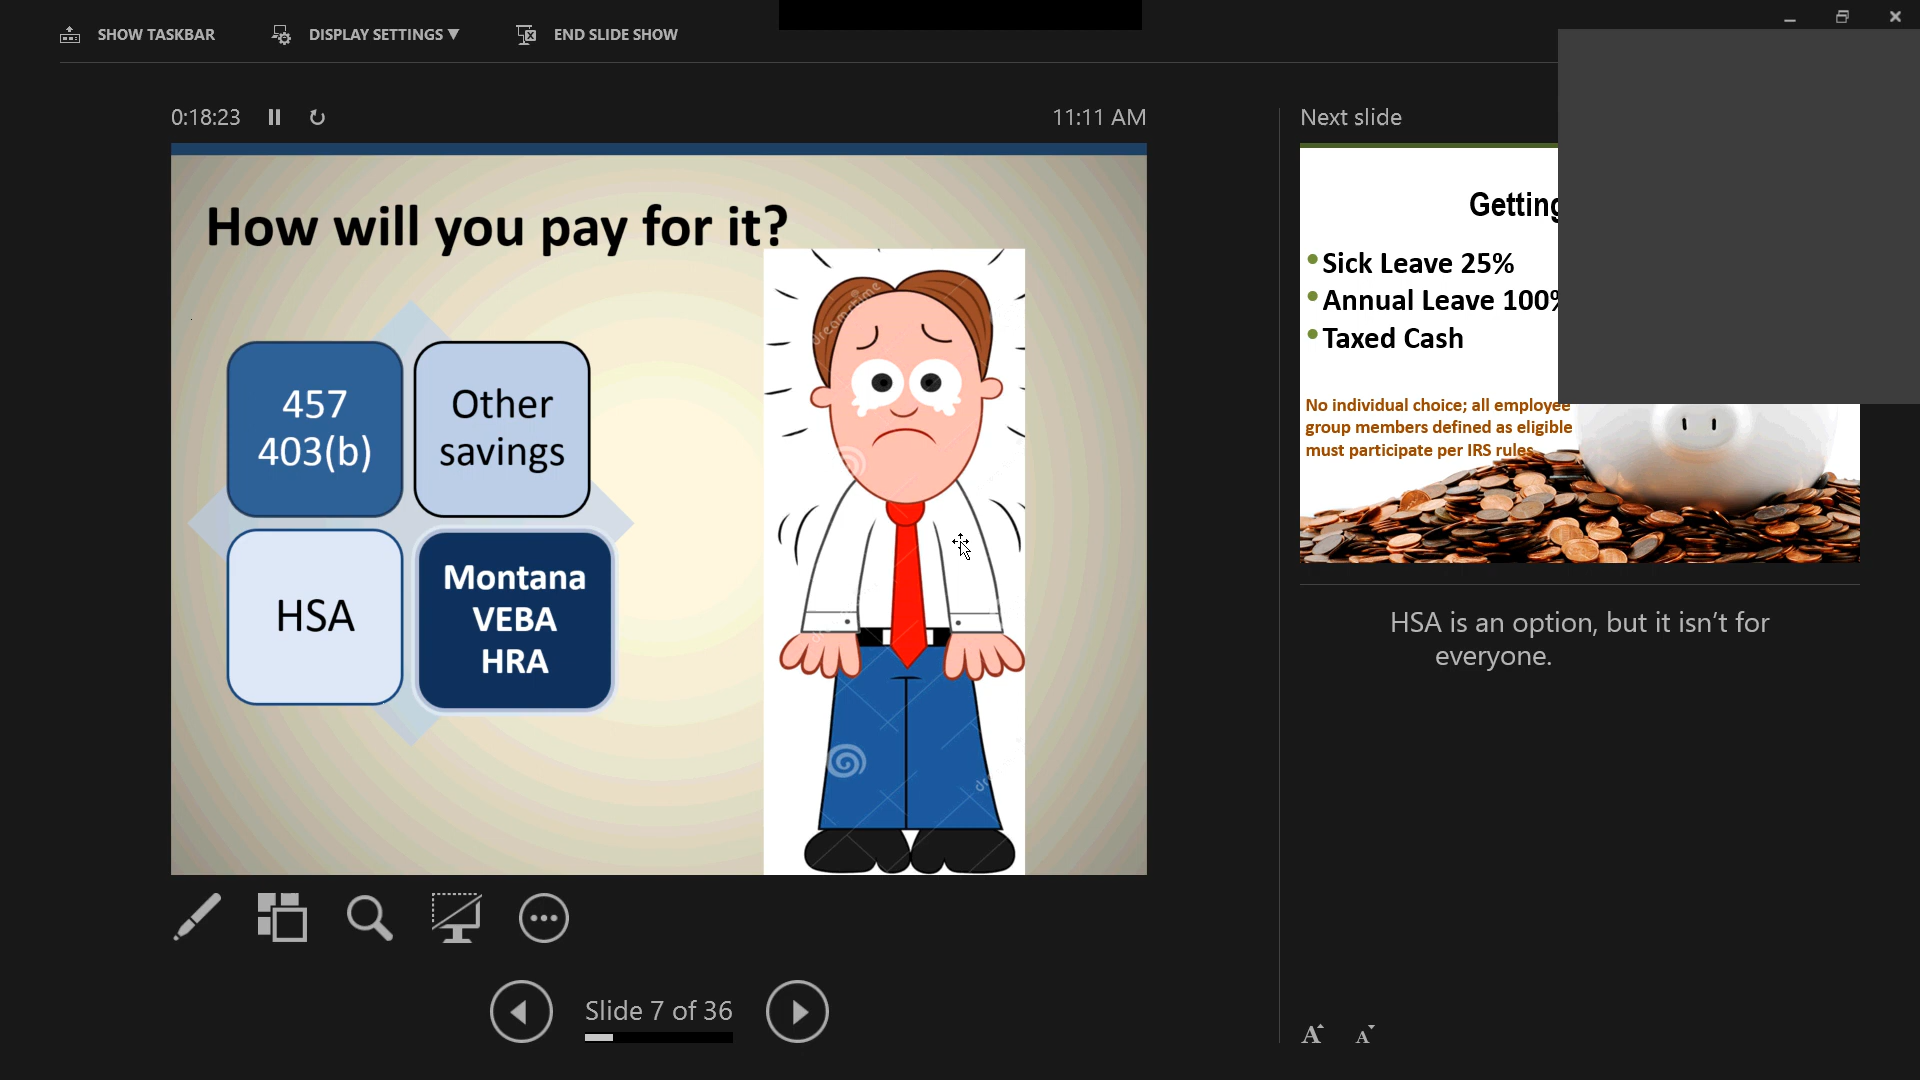 SHOW TASKBAR
DISPLAY SETTINGS ▼
END SLIDE SHOW
0:18:23
11:11 AM
How will you pay for it?
457
403(b)
Other
savings
HSA
Montana
VEBA
HRA
Slide 7 of 36
Next slide
Getting
Sick Leave 25%
Annual Leave 100%
Taxed Cash
No individual choice; all employee
group members defined as eligible
must participate per IRS rules
HSA is an option, but it isn't for
everyone.
A A